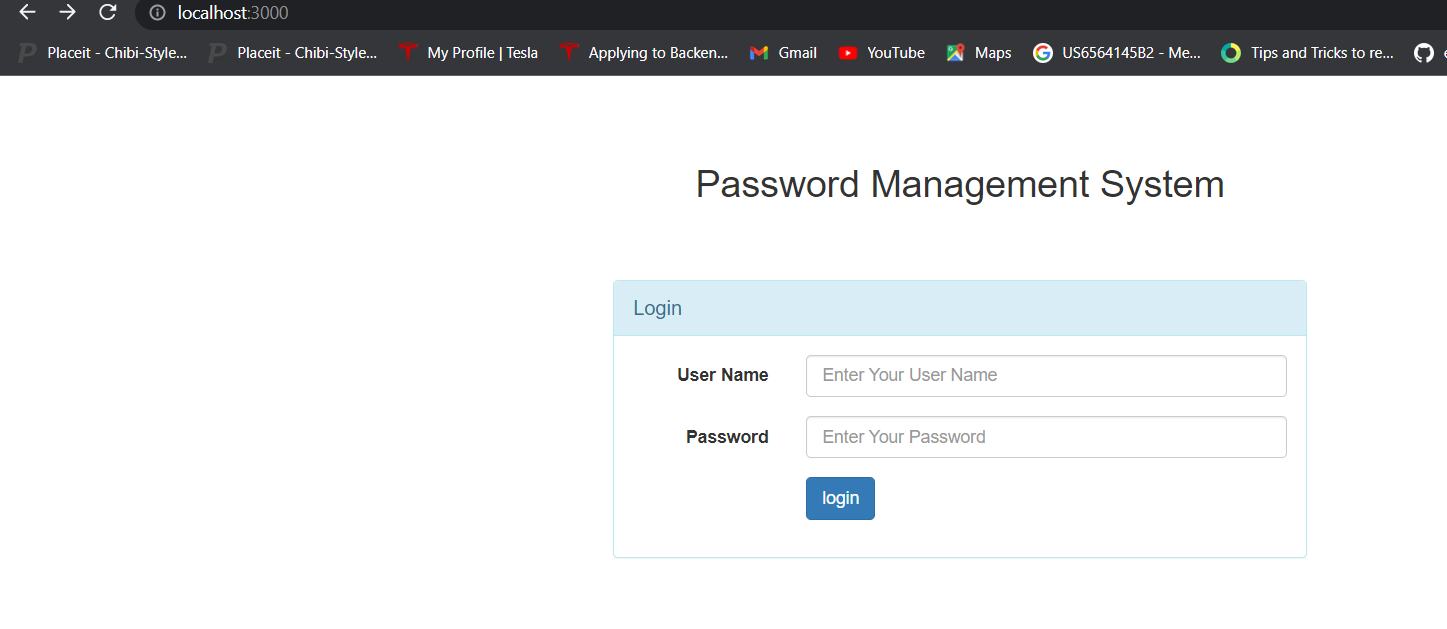 localhost:3000
Placeit - Chibi-Style... Placeit - Chibi-Style... My Profile | Tesla Applying to Backen... Gmail YouTube Maps US6564145B2 - Me... Tips and Tricks to re...
Password Management System
Login
User Name Enter Your User Name
Password Enter Your Password
login